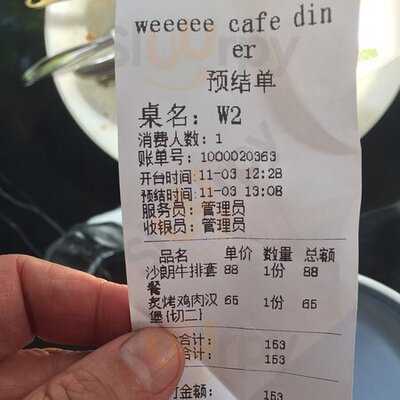 weeeee cafe din
er
预结单
桌名: W2
消费人数: 1
账单号: 1000020363
开台时间:11-03 12:28
预结时间:11-03 13:08
服务员: 管理员
收银员: 管理员
品名 单价 数量 总额
沙朗牛排套 88 1份 88
餐
炙烤鸡肉汉 65 1份 65
堡{切二}
合计: 153
合计: 153
金额: 153